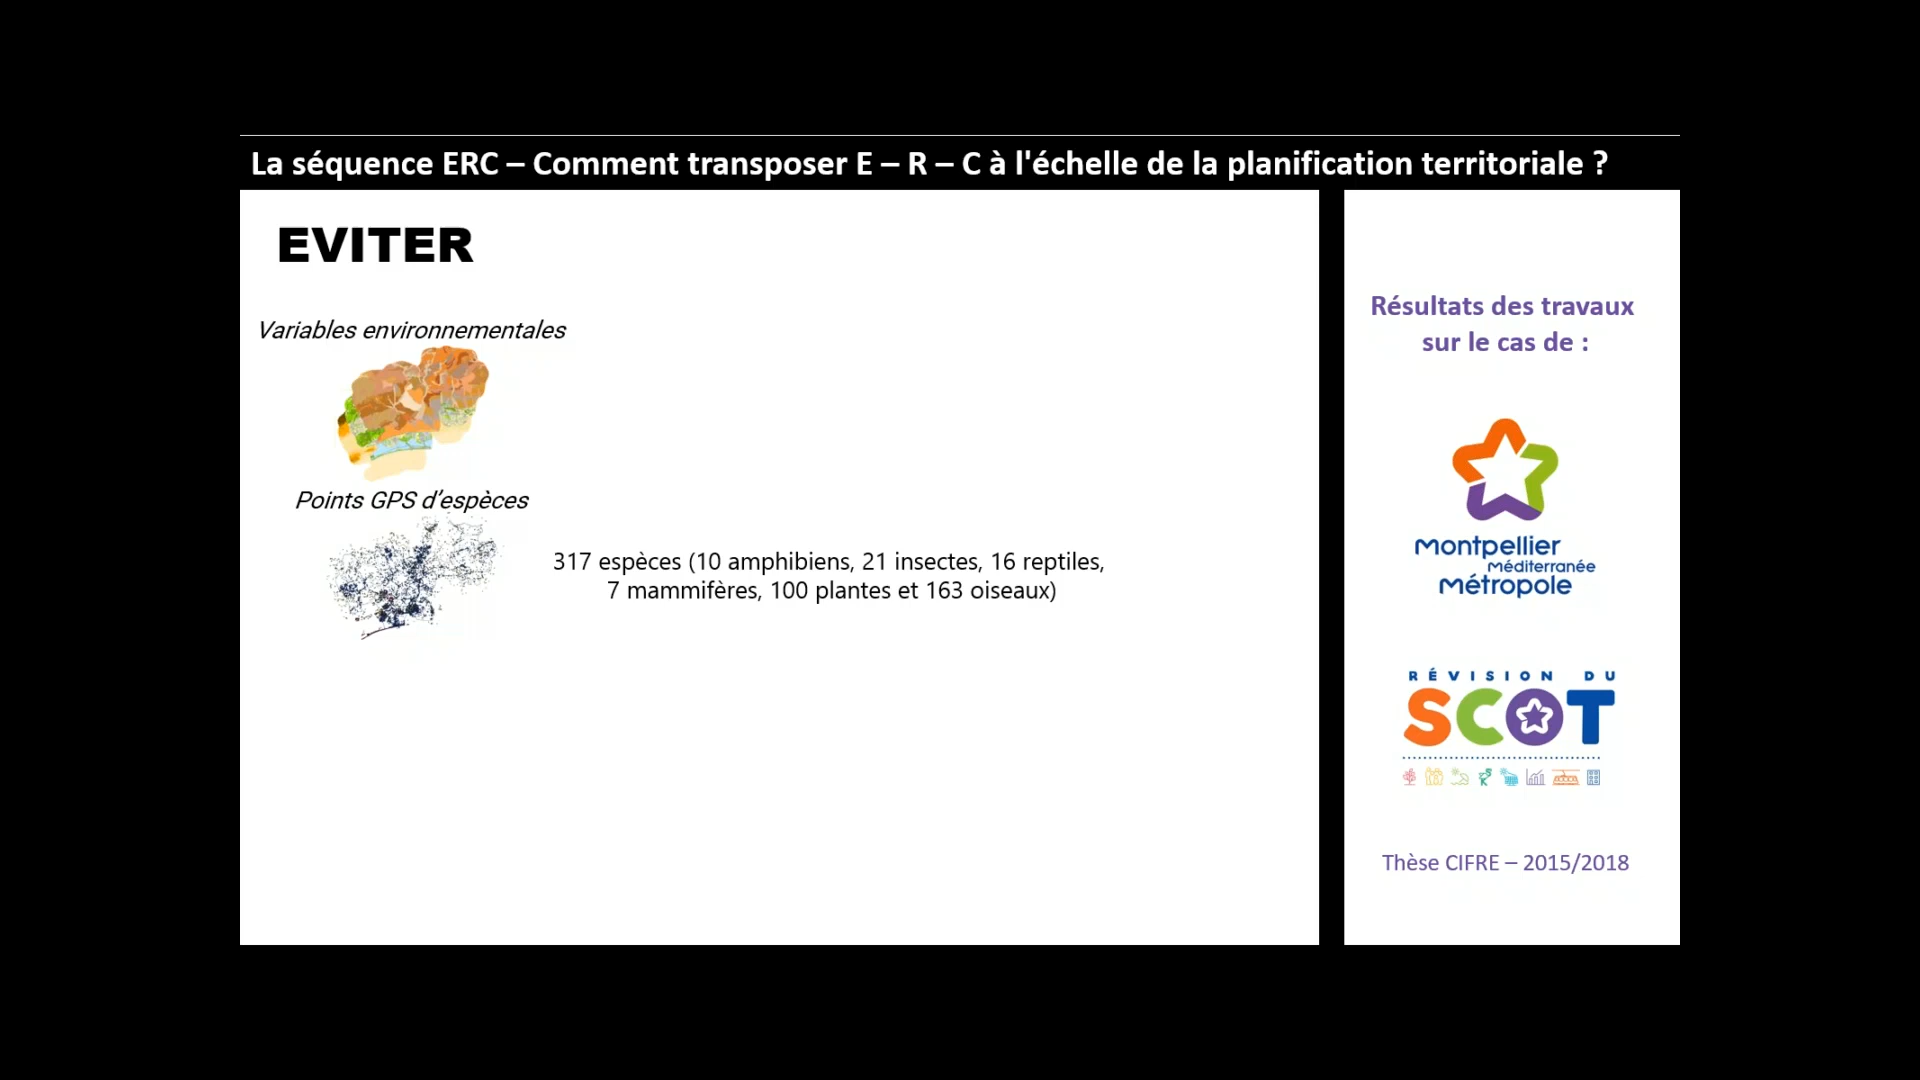 La séquence ERC – Comment transposer E – R – C à l'échelle de la planification territoriale ?
EVITER
Variables environnementales
Points GPS d'espèces
317 espèces (10 amphibiens, 21 insectes, 16 reptiles,
7 mammifères, 100 plantes et 163 oiseaux)
Résultats des travaux
sur le cas de :
montpellier
méditerranée
métropole
RÉVISION DU
SCOT
Thèse CIFRE – 2015/2018